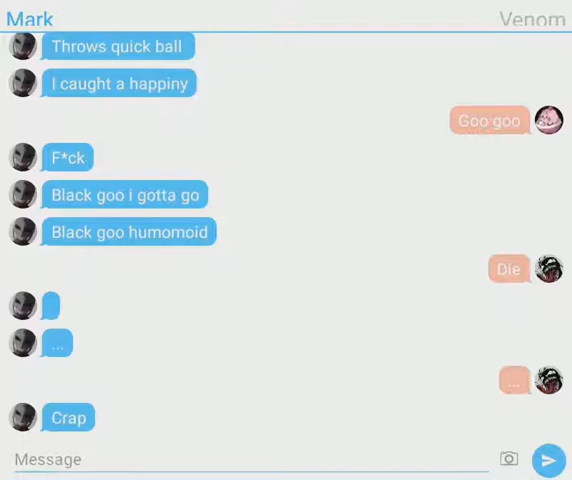 Mark Venom
Throws quick ball
I caught a happiny
Goo goo
F*ck
Black goo i gotta go
Black goo humomoid
Die
...
...
Crap
Message